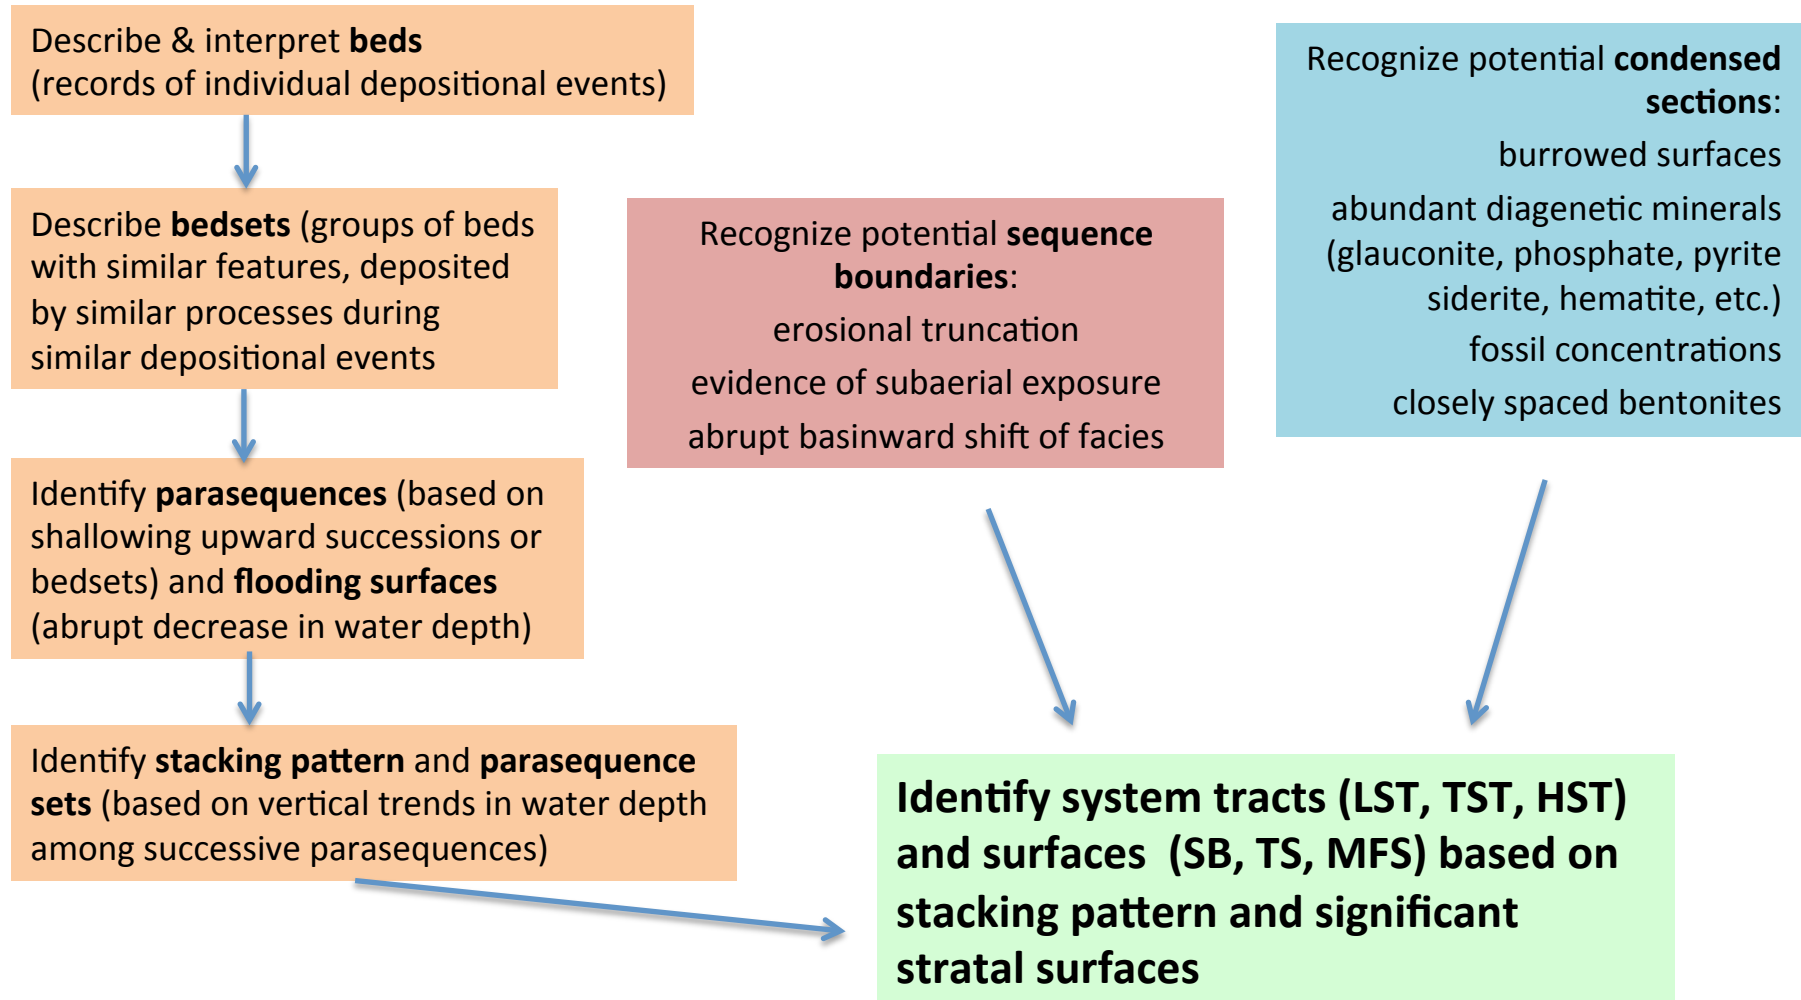 Describe & interpret beds
(records of individual depositional events)
Describe bedsets (groups of beds
with similar features, deposited
by similar processes during
similar depositional events
Identify parasequences (based on
shallowing upward successions or
bedsets) and flooding surfaces
(abrupt decrease in water depth)
Identify stacking pattern and parasequence
sets (based on vertical trends in water depth
among successive parasequences)
Recognize potential sequence
boundaries:
erosional truncation
evidence of subaerial exposure
abrupt basinward shift of facies
Recognize potential condensed
sections:
burrowed surfaces
abundant diagenetic minerals
(glauconite, phosphate, pyrite
siderite, hematite, etc.)
fossil concentrations
closely spaced bentonites
Identify system tracts (LST, TST, HST)
and surfaces (SB, TS, MFS) based on
stacking pattern and significant
stratal surfaces